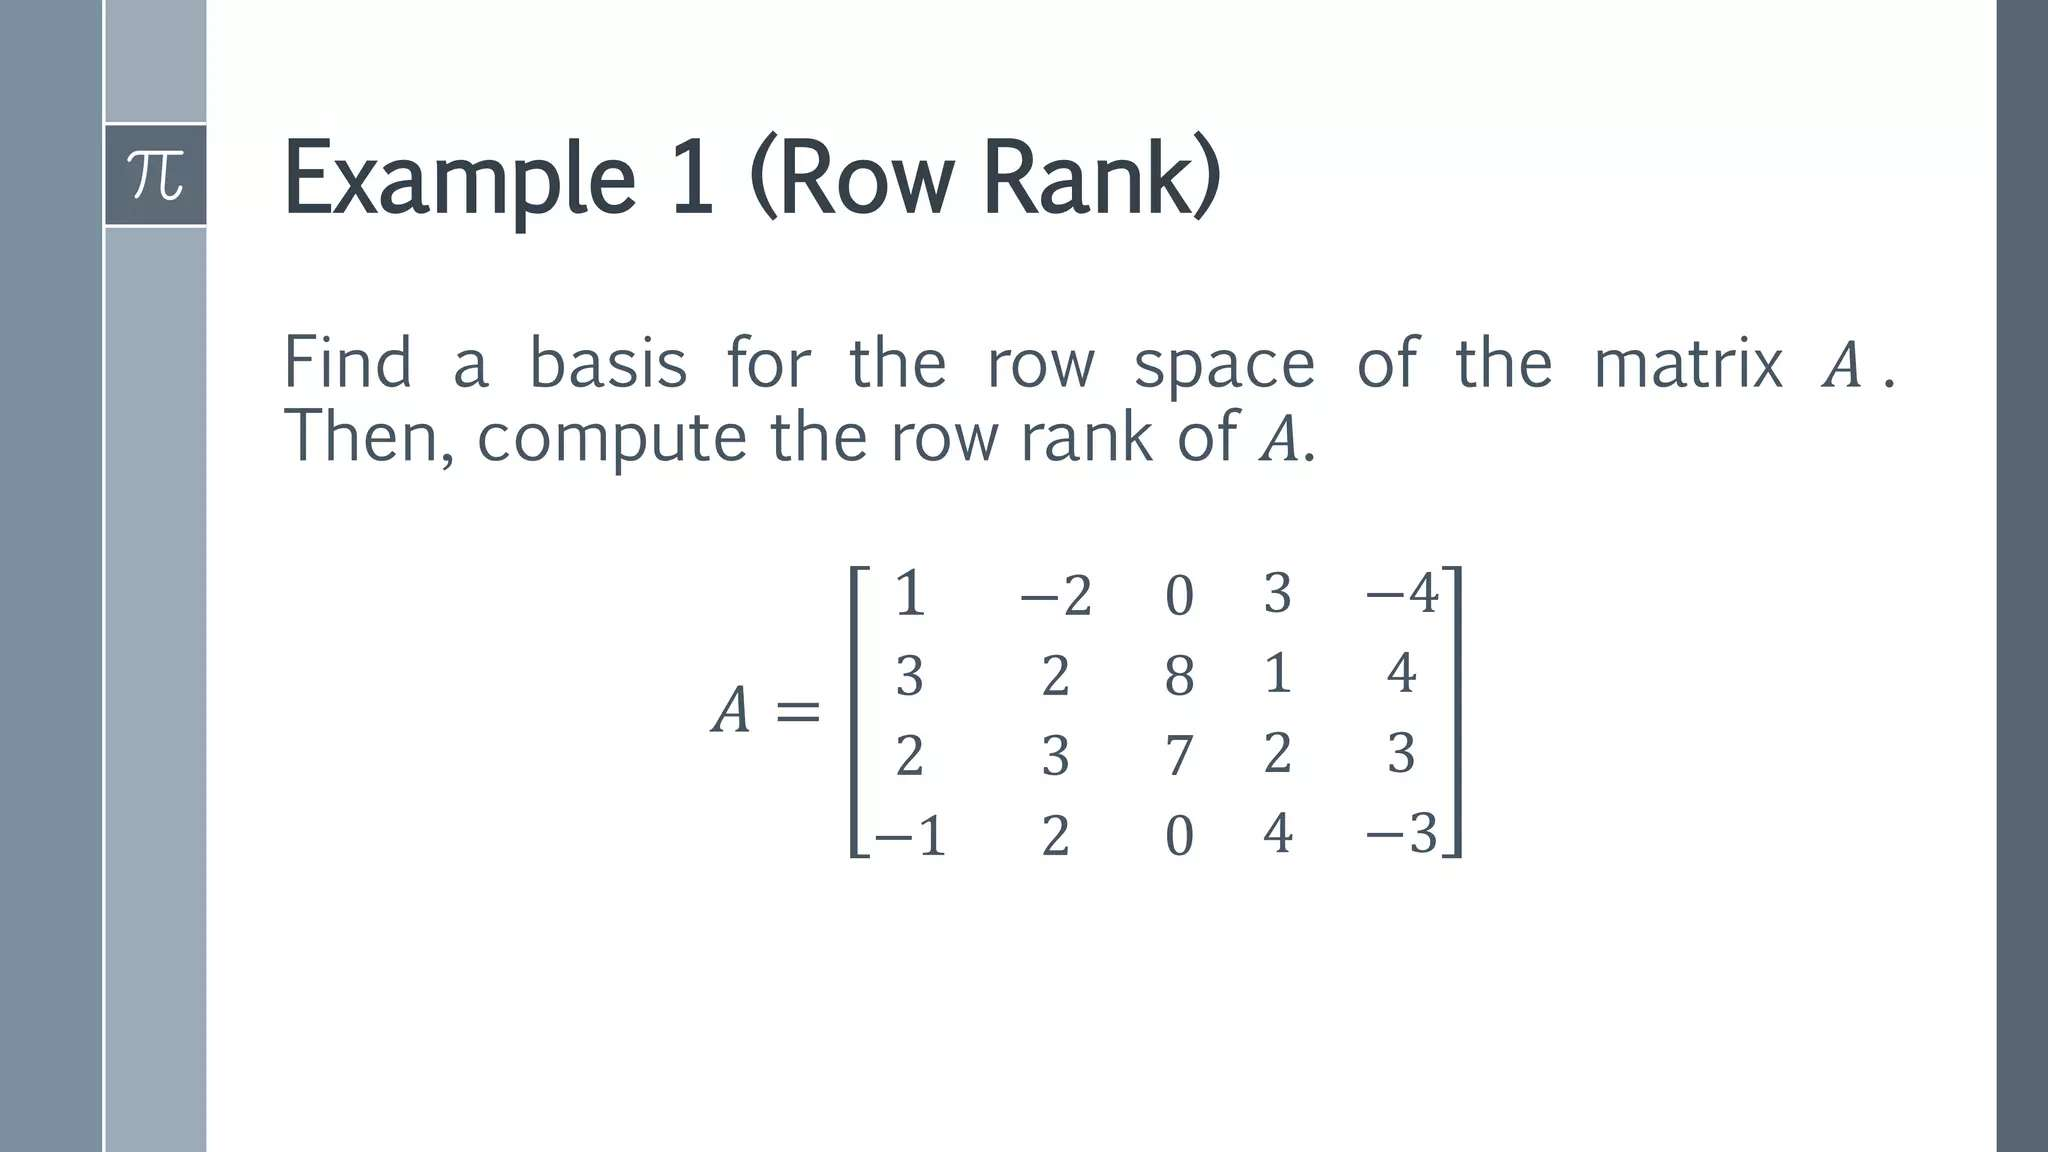 π
Example 1 (Row Rank)
Find a basis for the row space of the matrix A .
Then, compute the row rank of A.
A =
1 −2 0 3 −4
3 2 8 1 4
2 3 7 2 3
−1 2 0 4 −3